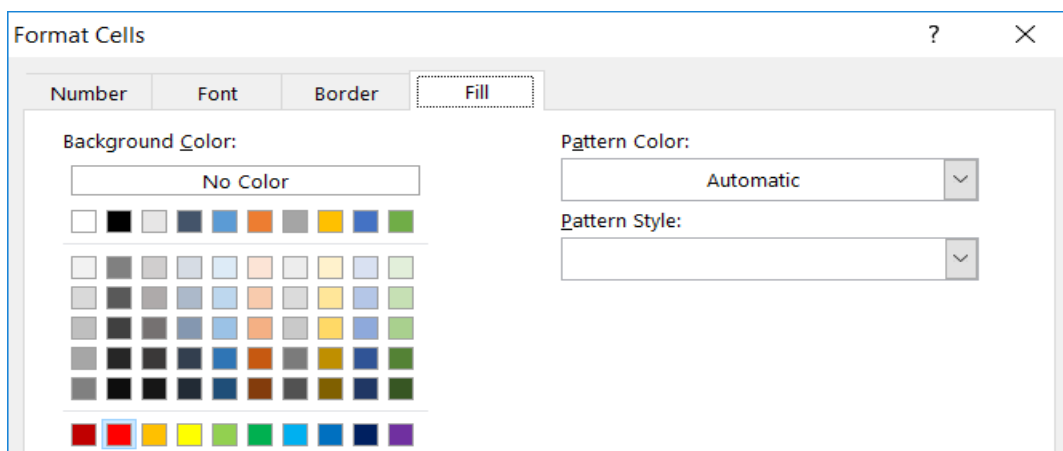 Format Cells ?
Number Font Border Fill
Background Color:
No Color
Pattern Color:
Automatic
Pattern Style: